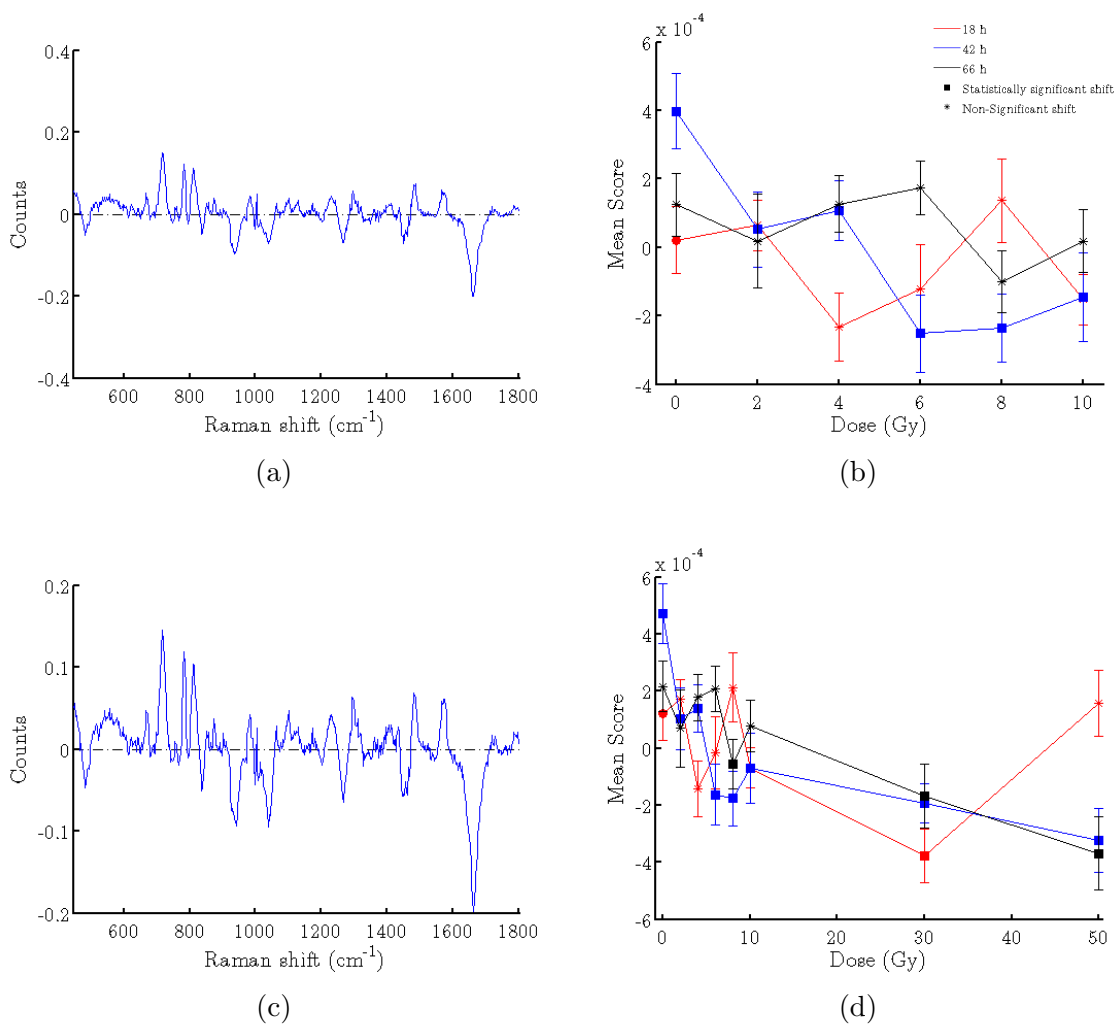 0.4
0.2
0
-0.2
-0.4
Counts
600 800 1000 1200 1400 1600 1800
Raman shift (cm⁻¹)
(a)
x 10⁻⁴
6
4
2
0
-2
-4
Mean Score
18 h
42 h
66 h
Statistically significant shift
Non-Significant shift
0 2 4 6 8 10
Dose (Gy)
(b)
0.2
0.1
0
-0.1
-0.2
Counts
600 800 1000 1200 1400 1600 1800
Raman shift (cm⁻¹)
(c)
x 10⁻⁴
6
4
2
0
-2
-4
-6
Mean Score
0 10 20 30 40 50
Dose (Gy)
(d)